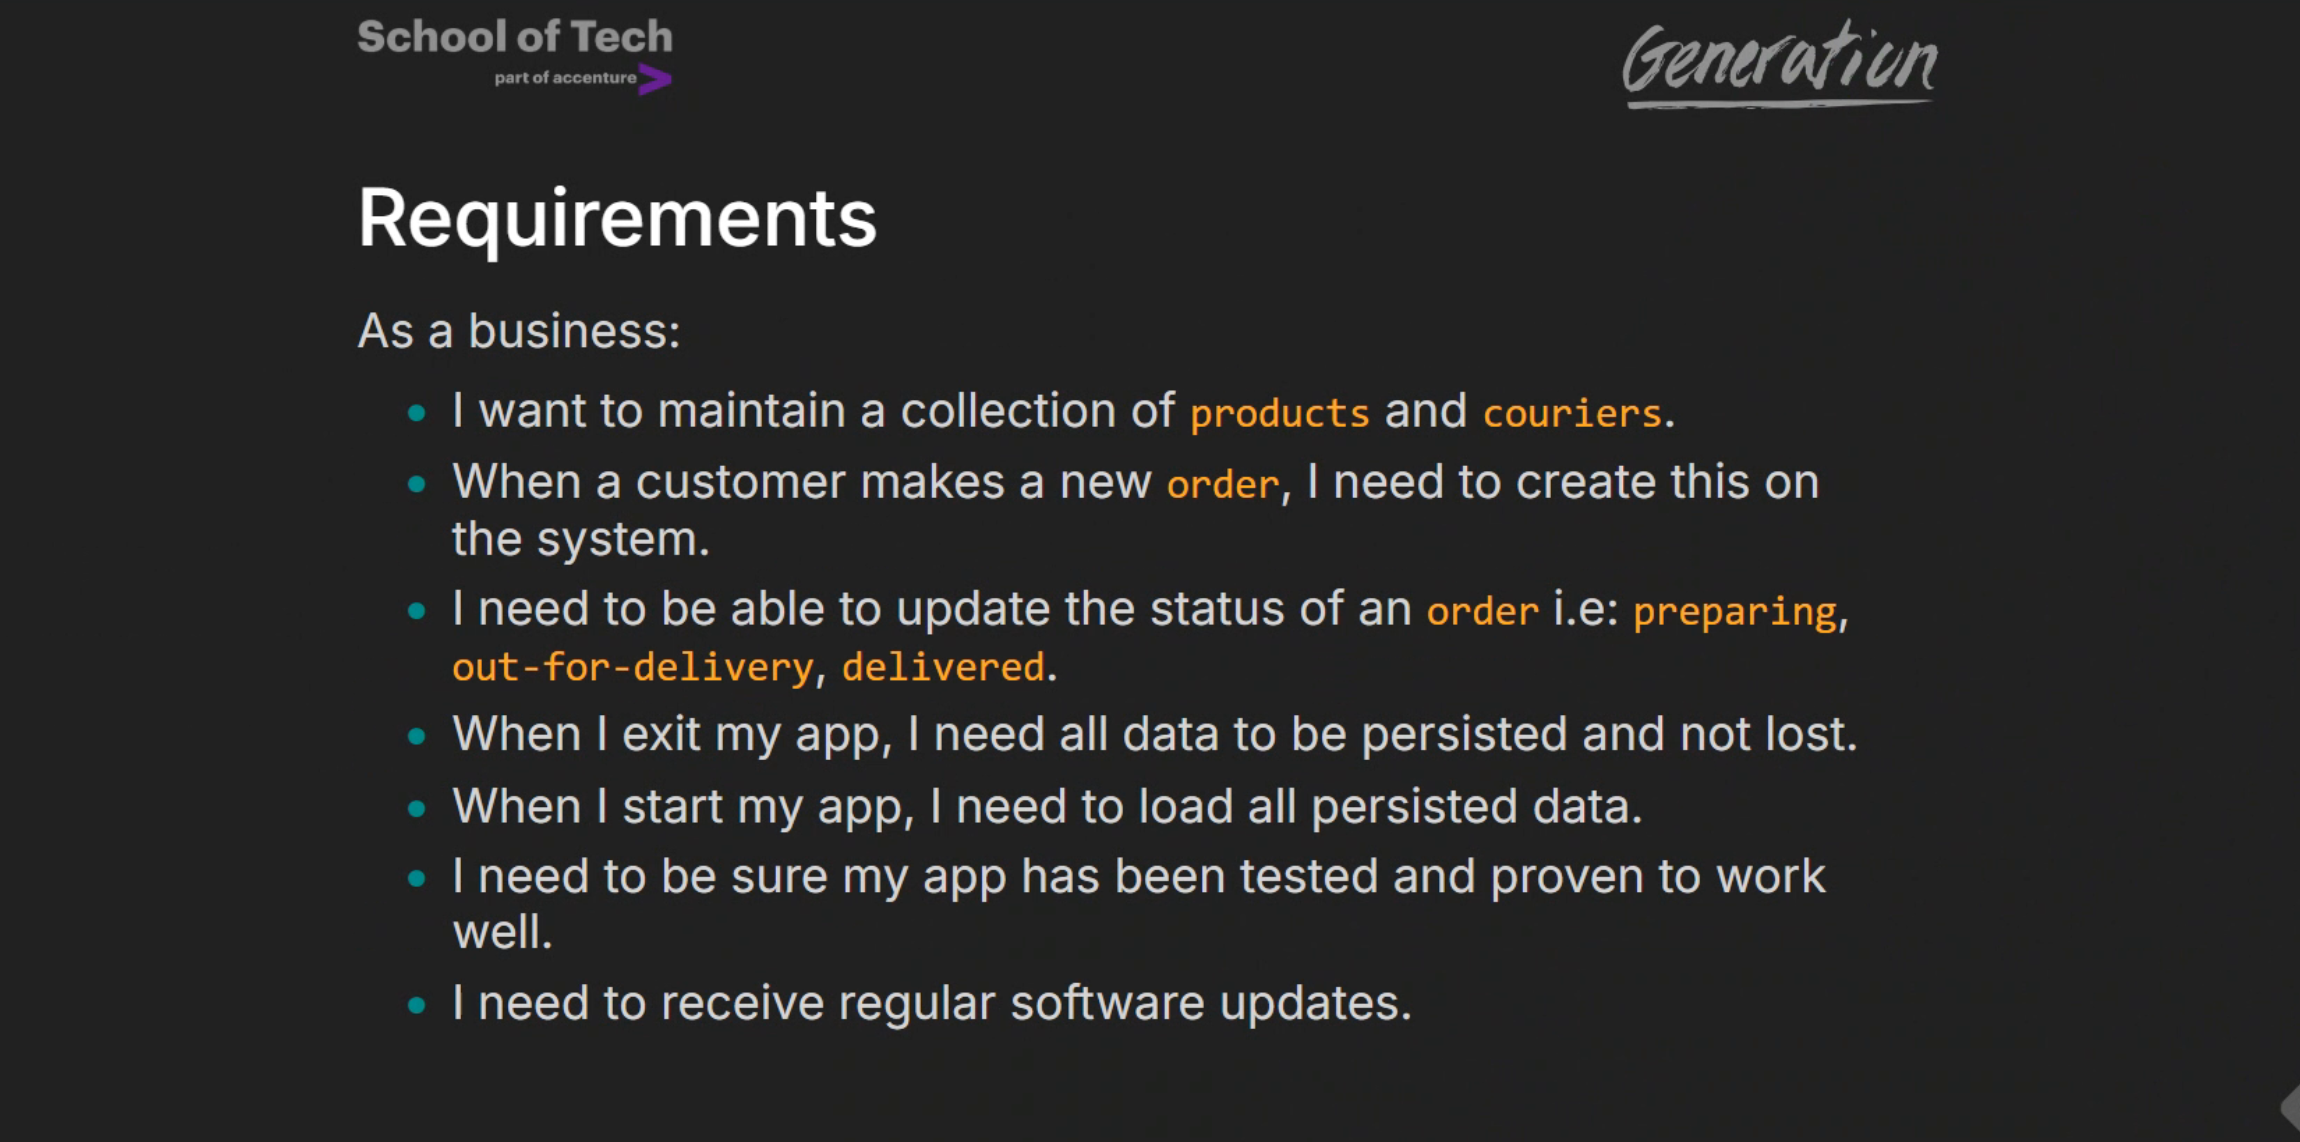 School of Tech
part of accenture
Generation
Requirements
As a business:
I want to maintain a collection of products and couriers.
When a customer makes a new order, I need to create this on
the system.
I need to be able to update the status of an order i.e: preparing,
out-for-delivery, delivered.
When I exit my app, I need all data to be persisted and not lost.
When I start my app, I need to load all persisted data.
I need to be sure my app has been tested and proven to work
well.
I need to receive regular software updates.